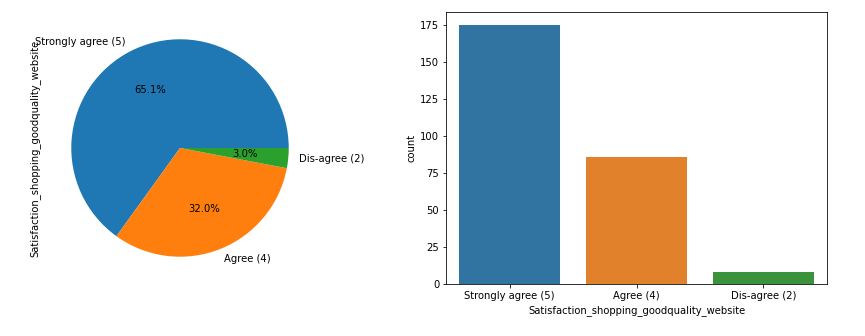 Satisfaction_shopping_goodquality_website
Strongly agree (5)
65.1%
3.0%
Dis-agree (2)
32.0%
Agree (4)
count
175
150
125
100
75
50
25
0
Strongly agree (5) Agree (4) Dis-agree (2)
Satisfaction_shopping_goodquality_website